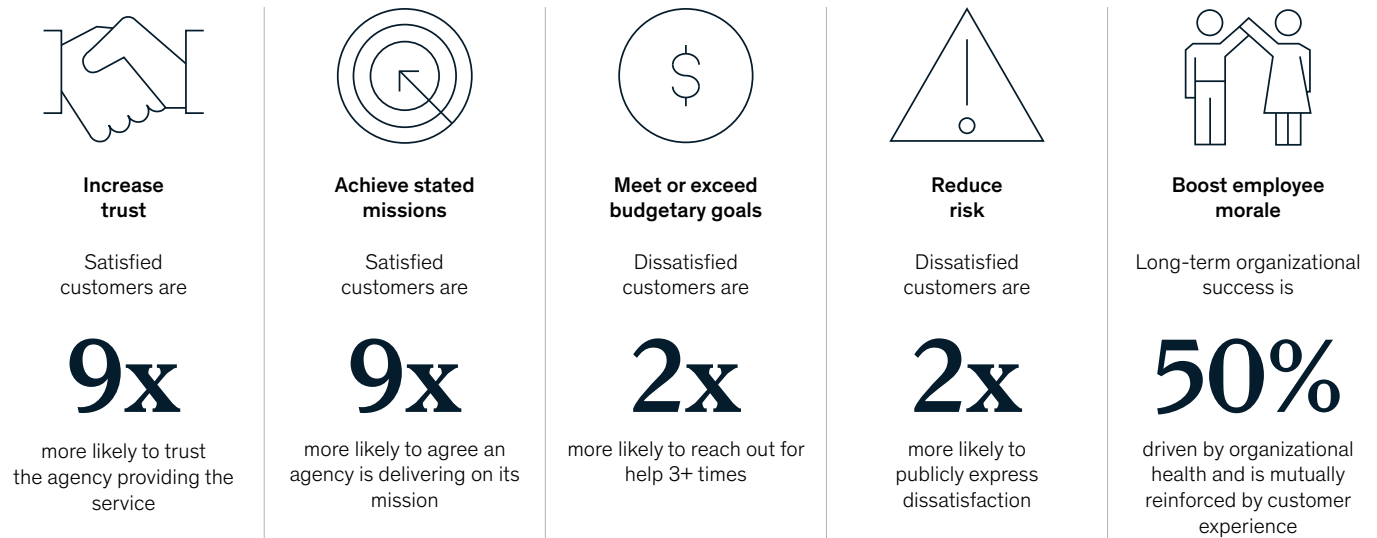 Increase
trust
Satisfied
customers are
9x
more likely to trust
the agency providing the
service
Achieve stated
missions
Satisfied
customers are
9x
more likely to agree an
agency is delivering on its
mission
Meet or exceed
budgetary goals
Dissatisfied
customers are
2x
more likely to reach out for
help 3+ times
Reduce
risk
Dissatisfied
customers are
2x
more likely to
publicly express
dissatisfaction
Boost employee
morale
Long-term organizational
success is
50%
driven by organizational
health and is mutually
reinforced by customer
experience